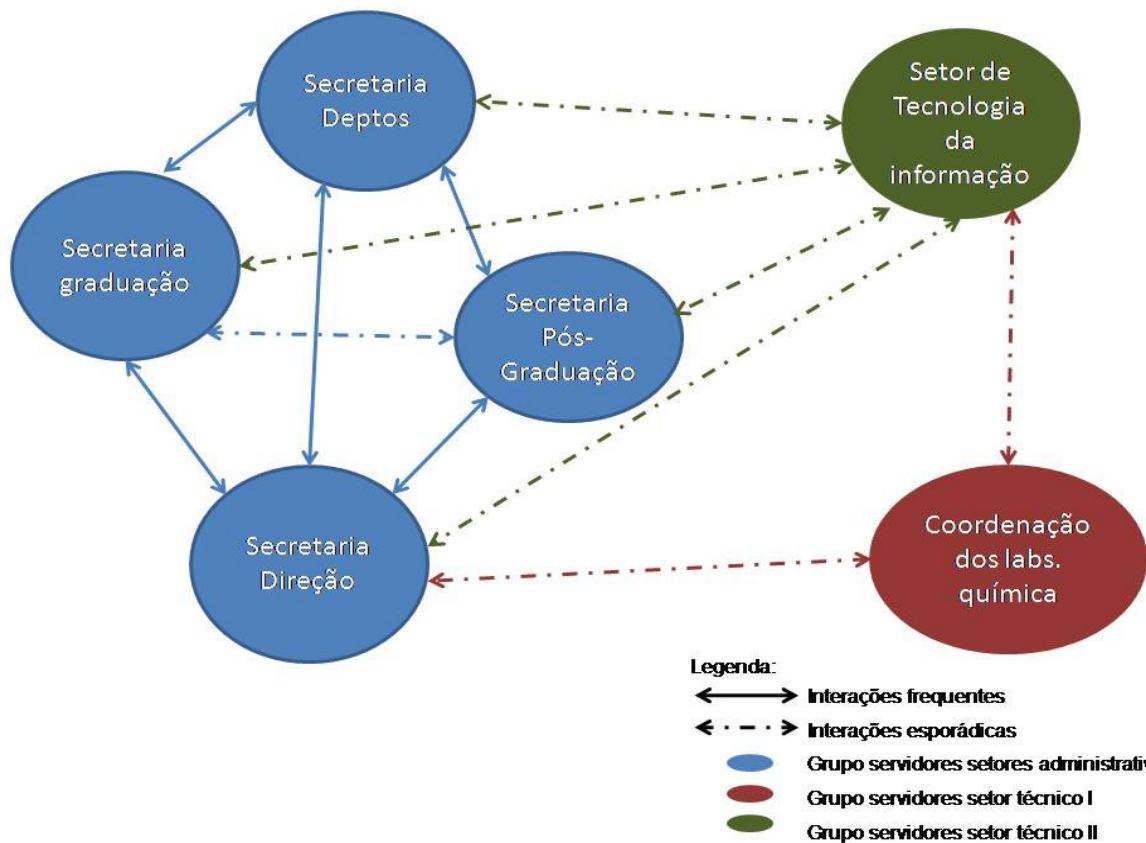 Secretaria
Deptos
Setor de
Tecnologia
da
informação
Secretaria
graduação
Secretaria
Pós-
Graduação
Secretaria
Direção
Coordenação
dos labs.
química
Legenda:
Interações frequentes
Interações esporádicas
Grupo servidores setores administrativ
Grupo servidores setor técnico I
Grupo servidores setor técnico II